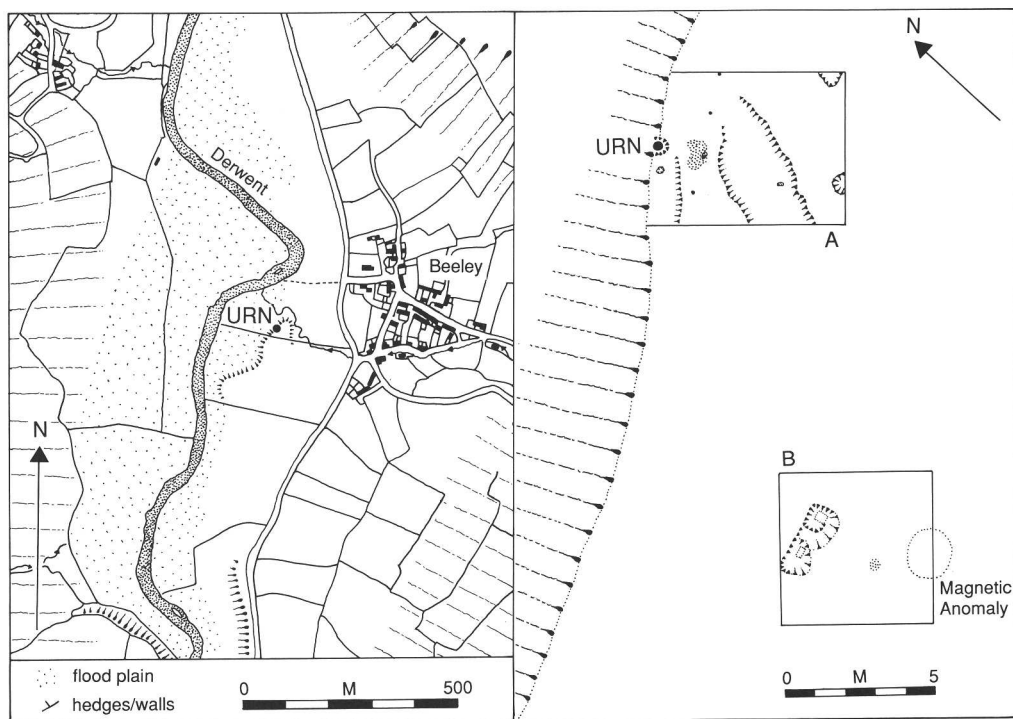 Derwent
Beeley
URN
N
flood plain
hedges/walls
0 M 500
N
URN
A
B
Magnetic
Anomaly
0 M 5